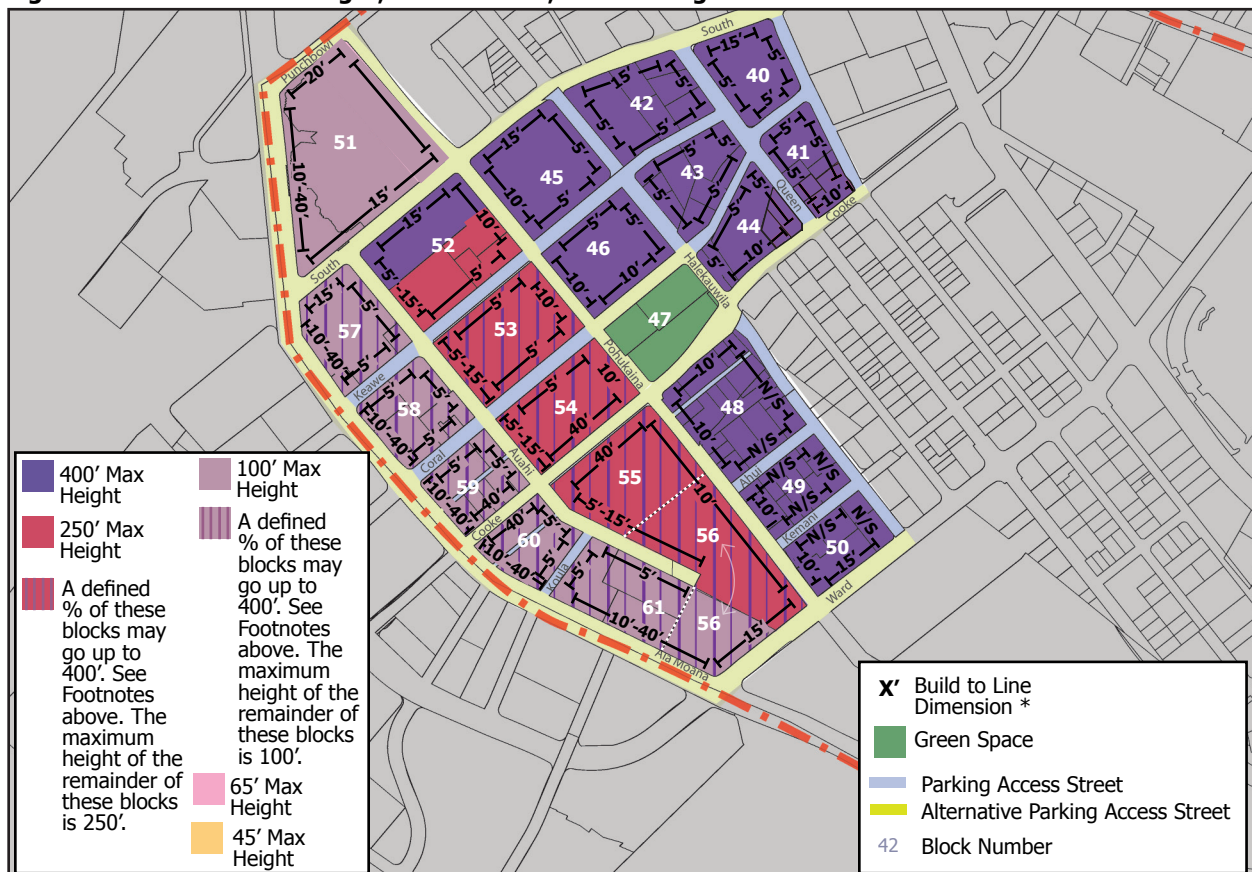 Punchbowl
South
20'
15'
5'
40
5'
5'
15'
42
5'
5'
5'
51
10'-40'
15'
15'
5'
45
10'
5'
5'
43
5'
5'
5'
5'
41
5'
10'
Queen
Cooke
5'
5'
44
5'
10'
15'
52
10'
5'
-15'
5'
5'
5'
46
10'
10'
Halekauwila
47
South
15'
5'
57
10'-40'
5'
5'
10'
53
5'
5'-15'
Pohukaina
Keawe
5'
5'
58
5'
10'-40'
5'
10'
54
5'-15'
40'
10'
48
N/S
10'
N/S
Auahi
Coral
5'
5'
59
40'
10'-40'
40'
55
10'
5'-15'
Ahui
N/S
N/S
49
10'
Cooke
40'
5'
60
5'
10'-40'
56
Kemani
N/S
N/S
50
10'
15'
Koula
5'
5'
61
10'-40'
56
15'
Ward
Ala Moana
400' Max
Height
250' Max
Height
A defined
% of these
blocks may
go up to
400'. See
Footnotes
above. The
maximum
height of the
remainder of
these blocks
is 250'.
100' Max
Height
A defined
% of these
blocks may
go up to
400'. See
Footnotes
above. The
maximum
height of the
remainder of
these blocks
is 100'.
65' Max
Height
45' Max
Height
X' Build to Line
Dimension *
Green Space
Parking Access Street
Alternative Parking Access Street
42 Block Number